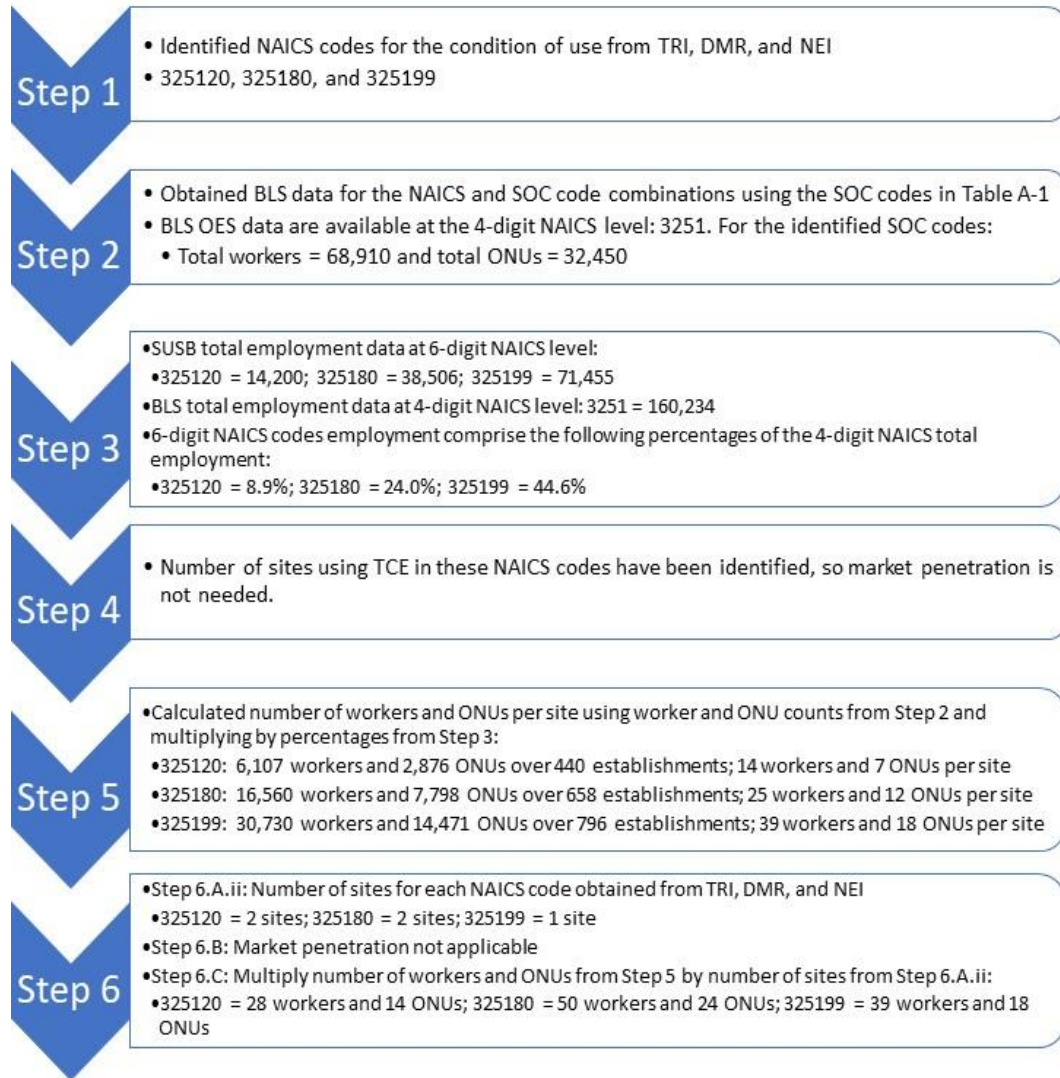 Step 1
• Identified NAICS codes for the condition of use from TRI, DMR, and NEI
• 325120, 325180, and 325199
Step 2
• Obtained BLS data for the NAICS and SOC code combinations using the SOC codes in Table A-1
• BLS OES data are available at the 4-digit NAICS level: 3251. For the identified SOC codes:
• Total workers = 68,910 and total ONUs = 32,450
Step 3
•SUSB total employment data at 6-digit NAICS level:
•325120 = 14,200; 325180 = 38,506; 325199 = 71,455
•BLS total employment data at 4-digit NAICS level: 3251 = 160,234
•6-digit NAICS codes employment comprise the following percentages of the 4-digit NAICS total
employment:
•325120 = 8.9%; 325180 = 24.0%; 325199 = 44.6%
Step 4
• Number of sites using TCE in these NAICS codes have been identified, so market penetration is
not needed.
Step 5
•Calculated number of workers and ONUs per site using worker and ONU counts from Step 2 and
multiplying by percentages from Step 3:
•325120: 6,107 workers and 2,876 ONUs over 440 establishments; 14 workers and 7 ONUs per site
•325180: 16,560 workers and 7,798 ONUs over 658 establishments; 25 workers and 12 ONUs per site
•325199: 30,730 workers and 14,471 ONUs over 796 establishments; 39 workers and 18 ONUs per site
Step 6
•Step 6.A.ii: Number of sites for each NAICS code obtained from TRI, DMR, and NEI
•325120 = 2 sites; 325180 = 2 sites; 325199 = 1 site
•Step 6.B: Market penetration not applicable
•Step 6.C: Multiply number of workers and ONUs from Step 5 by number of sites from Step 6.A.ii:
•325120 = 28 workers and 14 ONUs; 325180 = 50 workers and 24 ONUs; 325199 = 39 workers and 18
ONUs